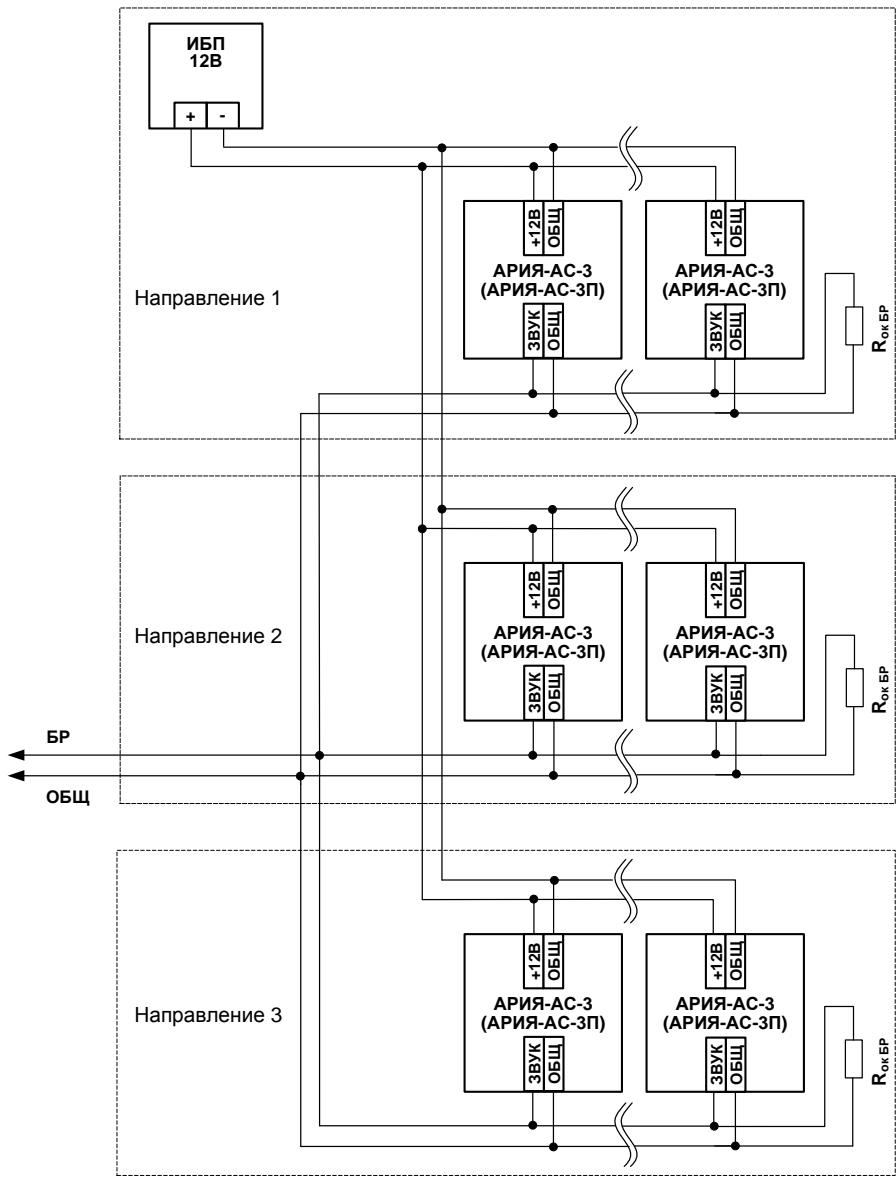 ИБП
12В
+ -
+12В ОБЩ
+12В ОБЩ
АРИЯ-АС-3
(АРИЯ-АС-3П)
АРИЯ-АС-3
(АРИЯ-АС-3П)
Направление 1
ЗВУК ОБЩ
ЗВУК ОБЩ
Rок БР
+12В ОБЩ
+12В ОБЩ
АРИЯ-АС-3
(АРИЯ-АС-3П)
АРИЯ-АС-3
(АРИЯ-АС-3П)
Направление 2
ЗВУК ОБЩ
ЗВУК ОБЩ
Rок БР
БР
ОБЩ
+12В ОБЩ
+12В ОБЩ
АРИЯ-АС-3
(АРИЯ-АС-3П)
АРИЯ-АС-3
(АРИЯ-АС-3П)
Направление 3
ЗВУК ОБЩ
ЗВУК ОБЩ
Rок БР